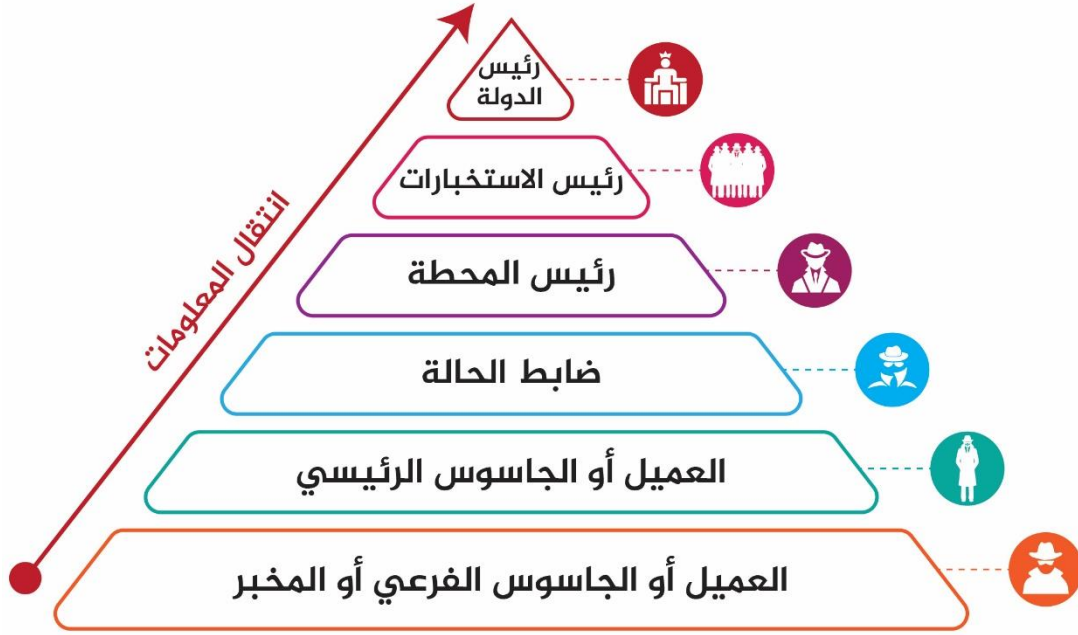 رئيس
الدولة
رئيس الاستخبارات
رئيس المحطة
ضابط الحالة
العميل أو الجاسوس الرئيسي
العميل أو الجاسوس الفرعي أو المخبر
انتقال المعلومات